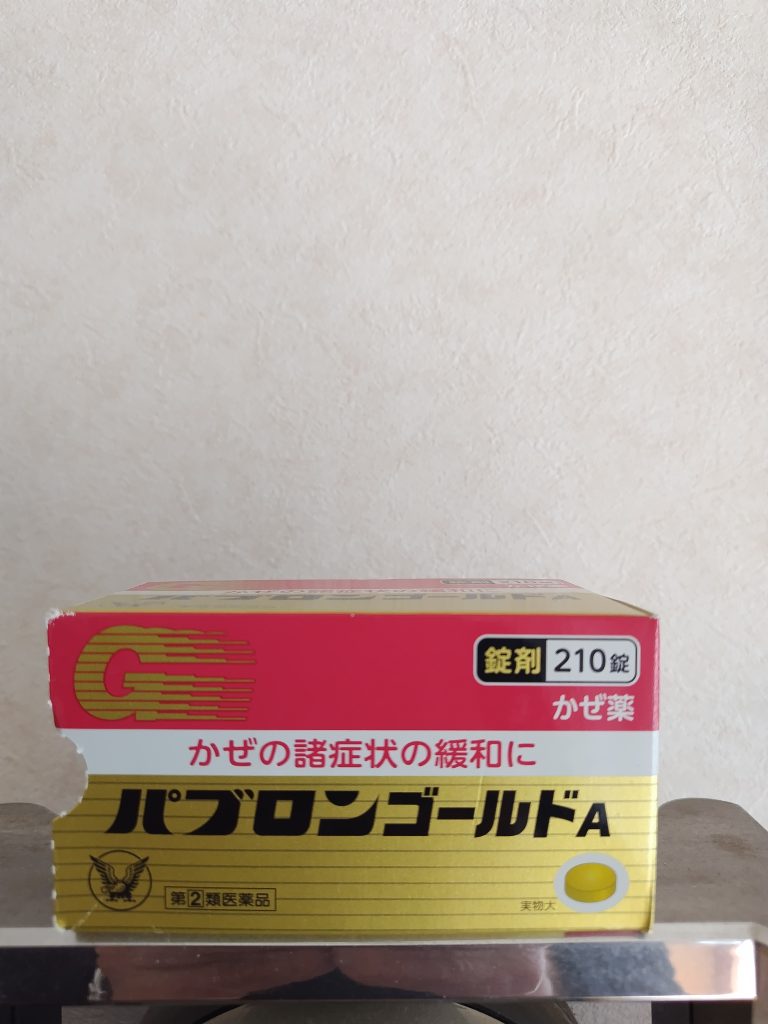 G
錠剤 210錠
かぜ薬
かぜの諸症状の緩和に
パブロンゴールドA
第②類医薬品
実物大